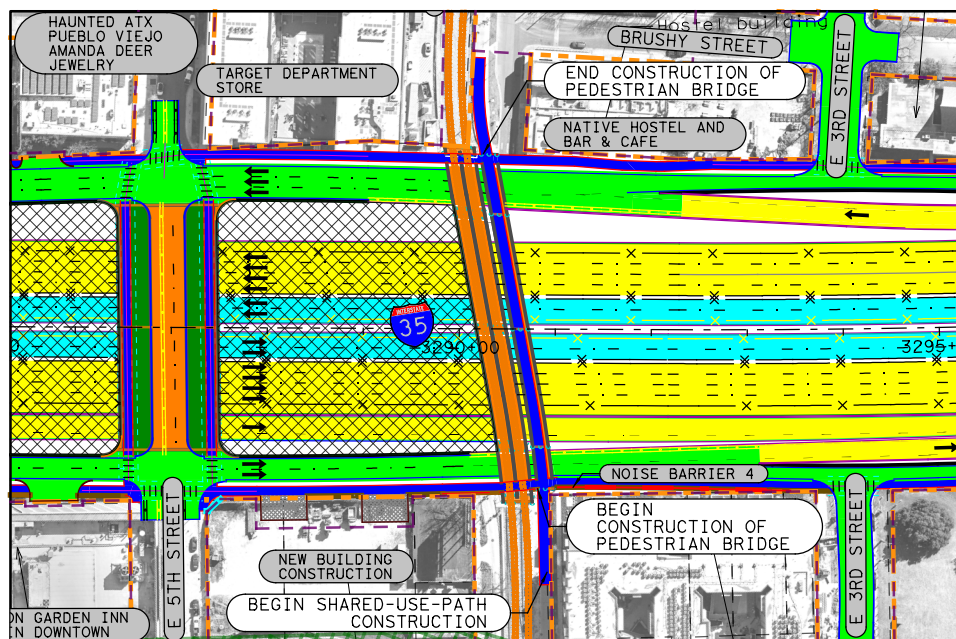 HAUNTED ATX
PUEBLO VIEJO
AMANDA DEER
JEWELRY
TARGET DEPARTMENT
STORE
Hostel building
BRUSHY STREET
END CONSTRUCTION OF
PEDESTRIAN BRIDGE
NATIVE HOSTEL AND
BAR & CAFE
E 3RD STREET
INTERSTATE
35
3290+00
3295+
NOISE BARRIER 4
BEGIN
CONSTRUCTION OF
PEDESTRIAN BRIDGE
E 5TH STREET
NEW BUILDING
CONSTRUCTION
BEGIN SHARED-USE-PATH
CONSTRUCTION
E 3RD STREET
ON GARDEN INN
N DOWNTOWN